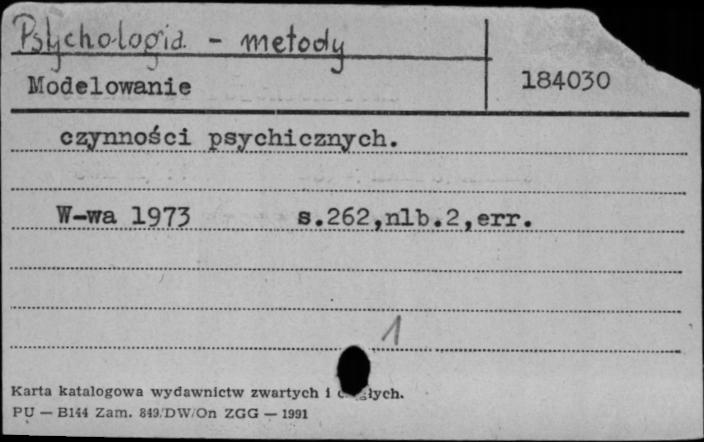 Psychologia - metody
Modelowanie 184030
czynności psychicznych.
W-wa 1973 s.262,nlb.2,err.
1
Karta katalogowa wydawnictw zwartych i
PU — B144 Zam. 849/DW/On ZGG — 1991